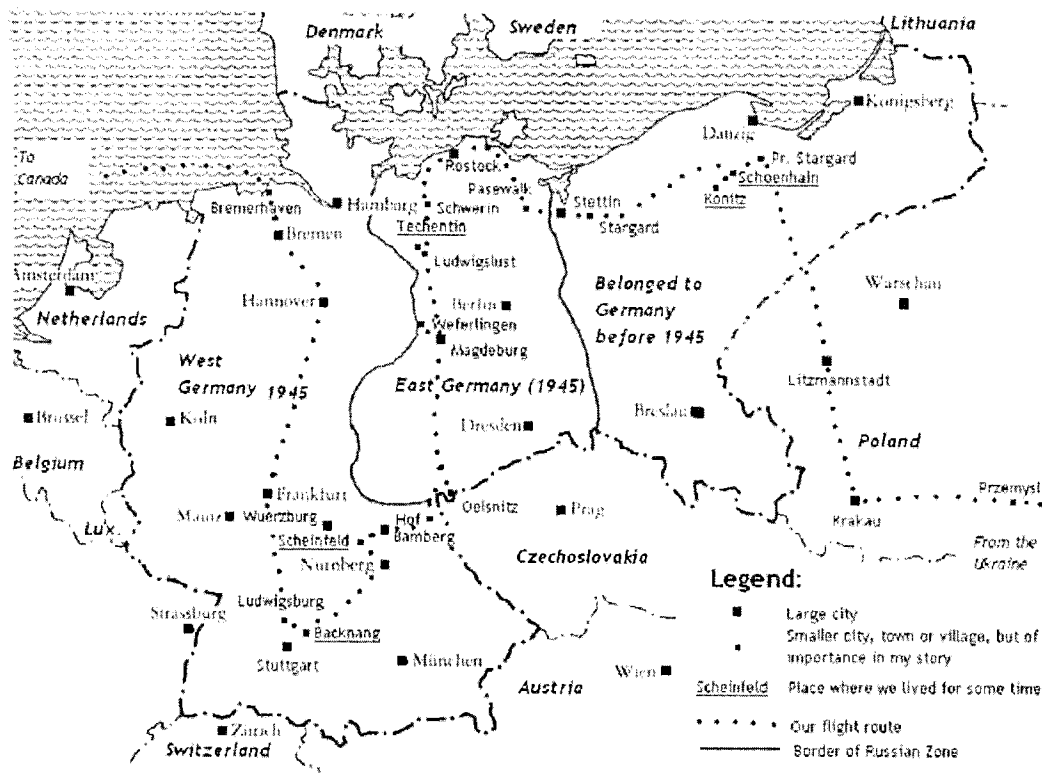 Denmark
Sweden
Lithuania
Königsberg
Danzig
To
Canada
Rostock
Pr. Stargard
Schoenhain
Konitz
Pasewalk
Stettin
Stargard
Bremerhaven
Hamburg
Schwerin
Techentin
Bremen
Ludwigslust
Amsterdam
Hannover
Berlin
Belonged to
Germany
before 1945
Warschau
Netherlands
Weferlingen
Magdeburg
West
Germany 1945
East Germany (1945)
Litzmannstadt
Brussel
Köln
Dresden
Breslau
Poland
Belgium
Frankfurt
Oelsnitz
Prag
Krakau
Przemysl
Mainz
Wuerzburg
Hof
Bamberg
Lux.
Scheinfeld
Nürnberg
Czechoslovakia
From the
Ukraine
Strassburg
Ludwigsburg
Backnang
Stuttgart
München
Austria
Wien
Zürich
Switzerland
Legend:
Large city
Smaller city, town or village, but of
importance in my story
Scheinfeld Place where we lived for some time
Our flight route
Border of Russian Zone